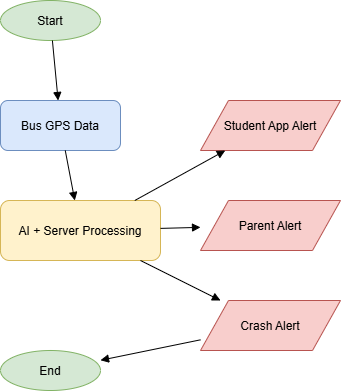 Start
Bus GPS Data
Student App Alert
AI + Server Processing
Parent Alert
Crash Alert
End